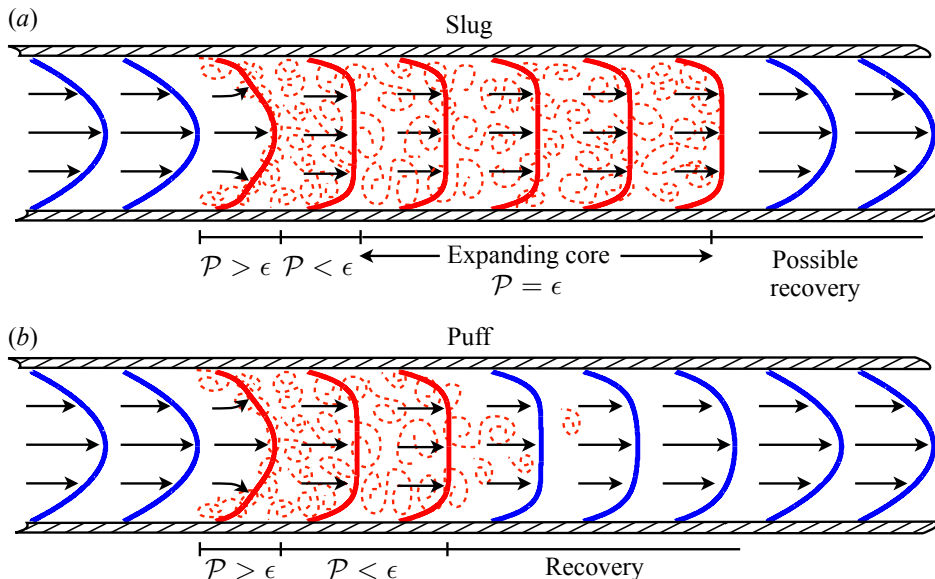 (a) Slug
𝒫 > ϵ 𝒫 < ϵ Expanding core Possible
𝒫 = ϵ recovery
(b) Puff
𝒫 > ϵ 𝒫 < ϵ Recovery